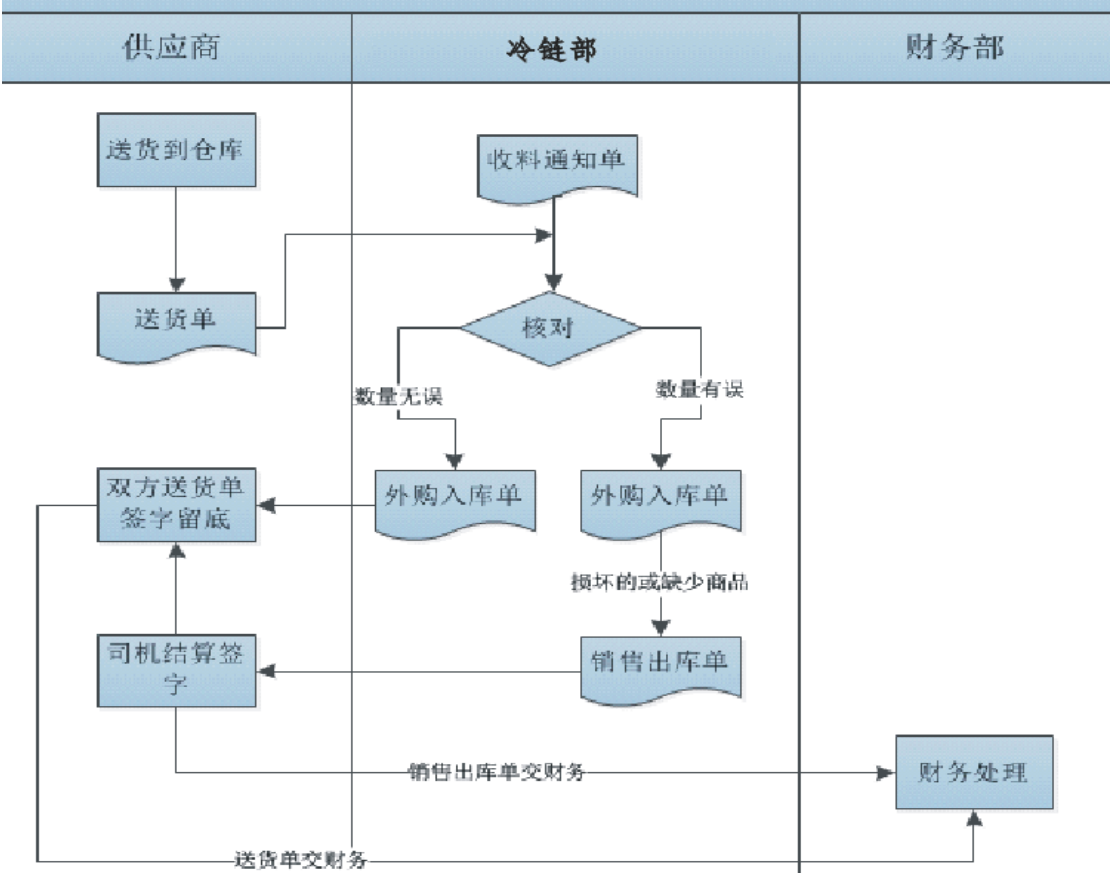 供应商
冷链部
财务部
送货到仓库
收料通知单
送货单
核对
数量无误
数量有误
双方送货单
签字留底
外购入库单
外购入库单
损坏的或缺少商品
司机结算签
字
销售出库单
销售出库单交财务
财务处理
送货单交财务